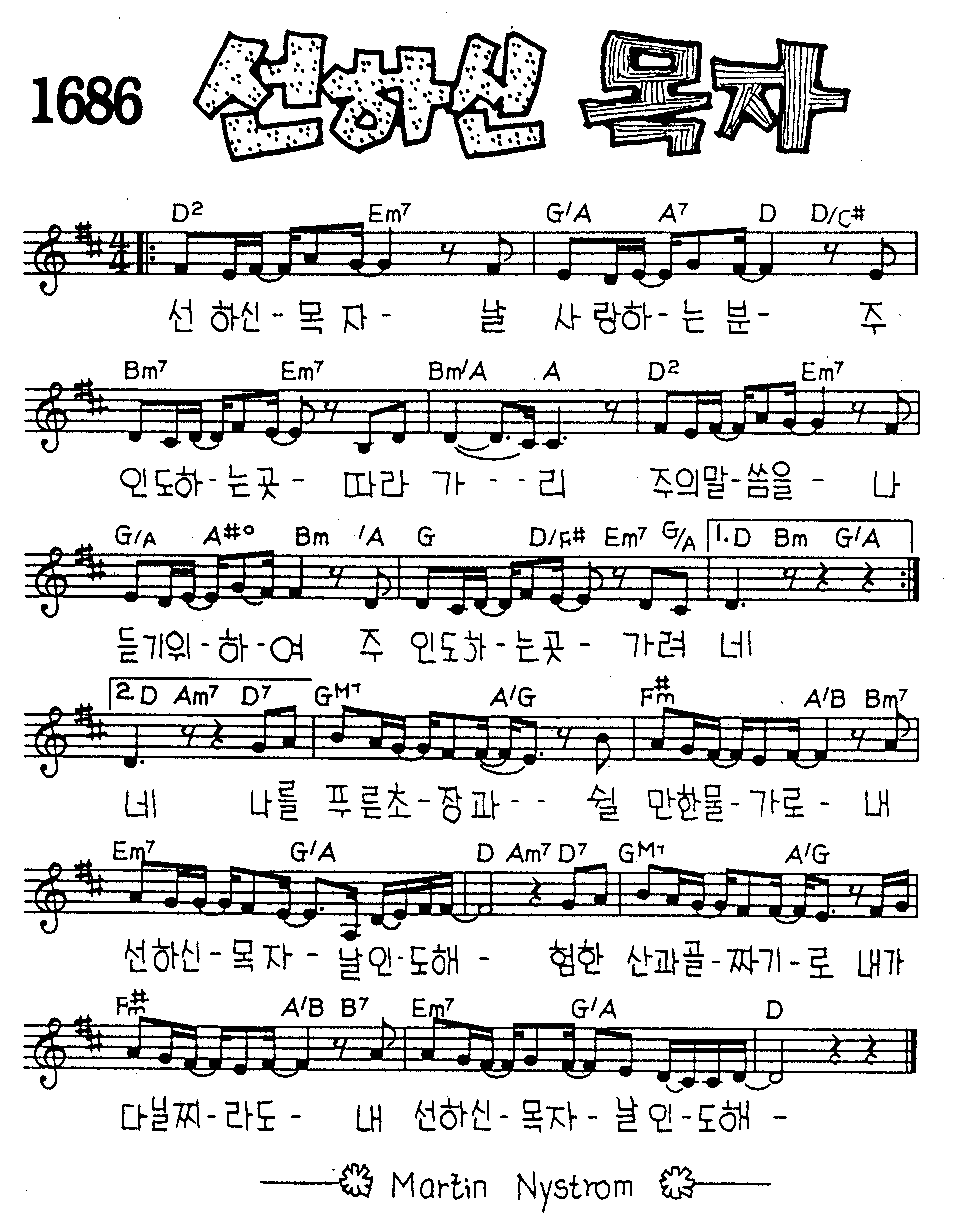 1686 선하신 목자
D2 Em7 G/A A7 D D/C#
선 하신 - 목 자 - 날 사 랑하 - 는 분 - 주
Bm7 Em7 Bm/A A D2 Em7
인도하 - 는곳 - 따라 가 - - 리 주의말 - 씀을 - 나
G/A A#o Bm /A G D/F# Em7 G/A 1. D Bm G/A
듣기위 - 하 - 여 주 인도하 - 는곳 - 가려 네
2. D Am7 D7 GM7 A/G F#m A/B Bm7
네 나를 푸른초 - 장과 - - 쉴 만한물 - 가로 - 내
Em7 G/A D Am7 D7 GM7 A/G
선하신 - 목자 - 날인 - 도해 - 험한 산과골 - 짜기 - 로 내가
F#m A/B B7 Em7 G/A D
다닐찌 - 라도 - 내 선하신 - 목자 - 날인 - 도해 -
Martin Nystrom